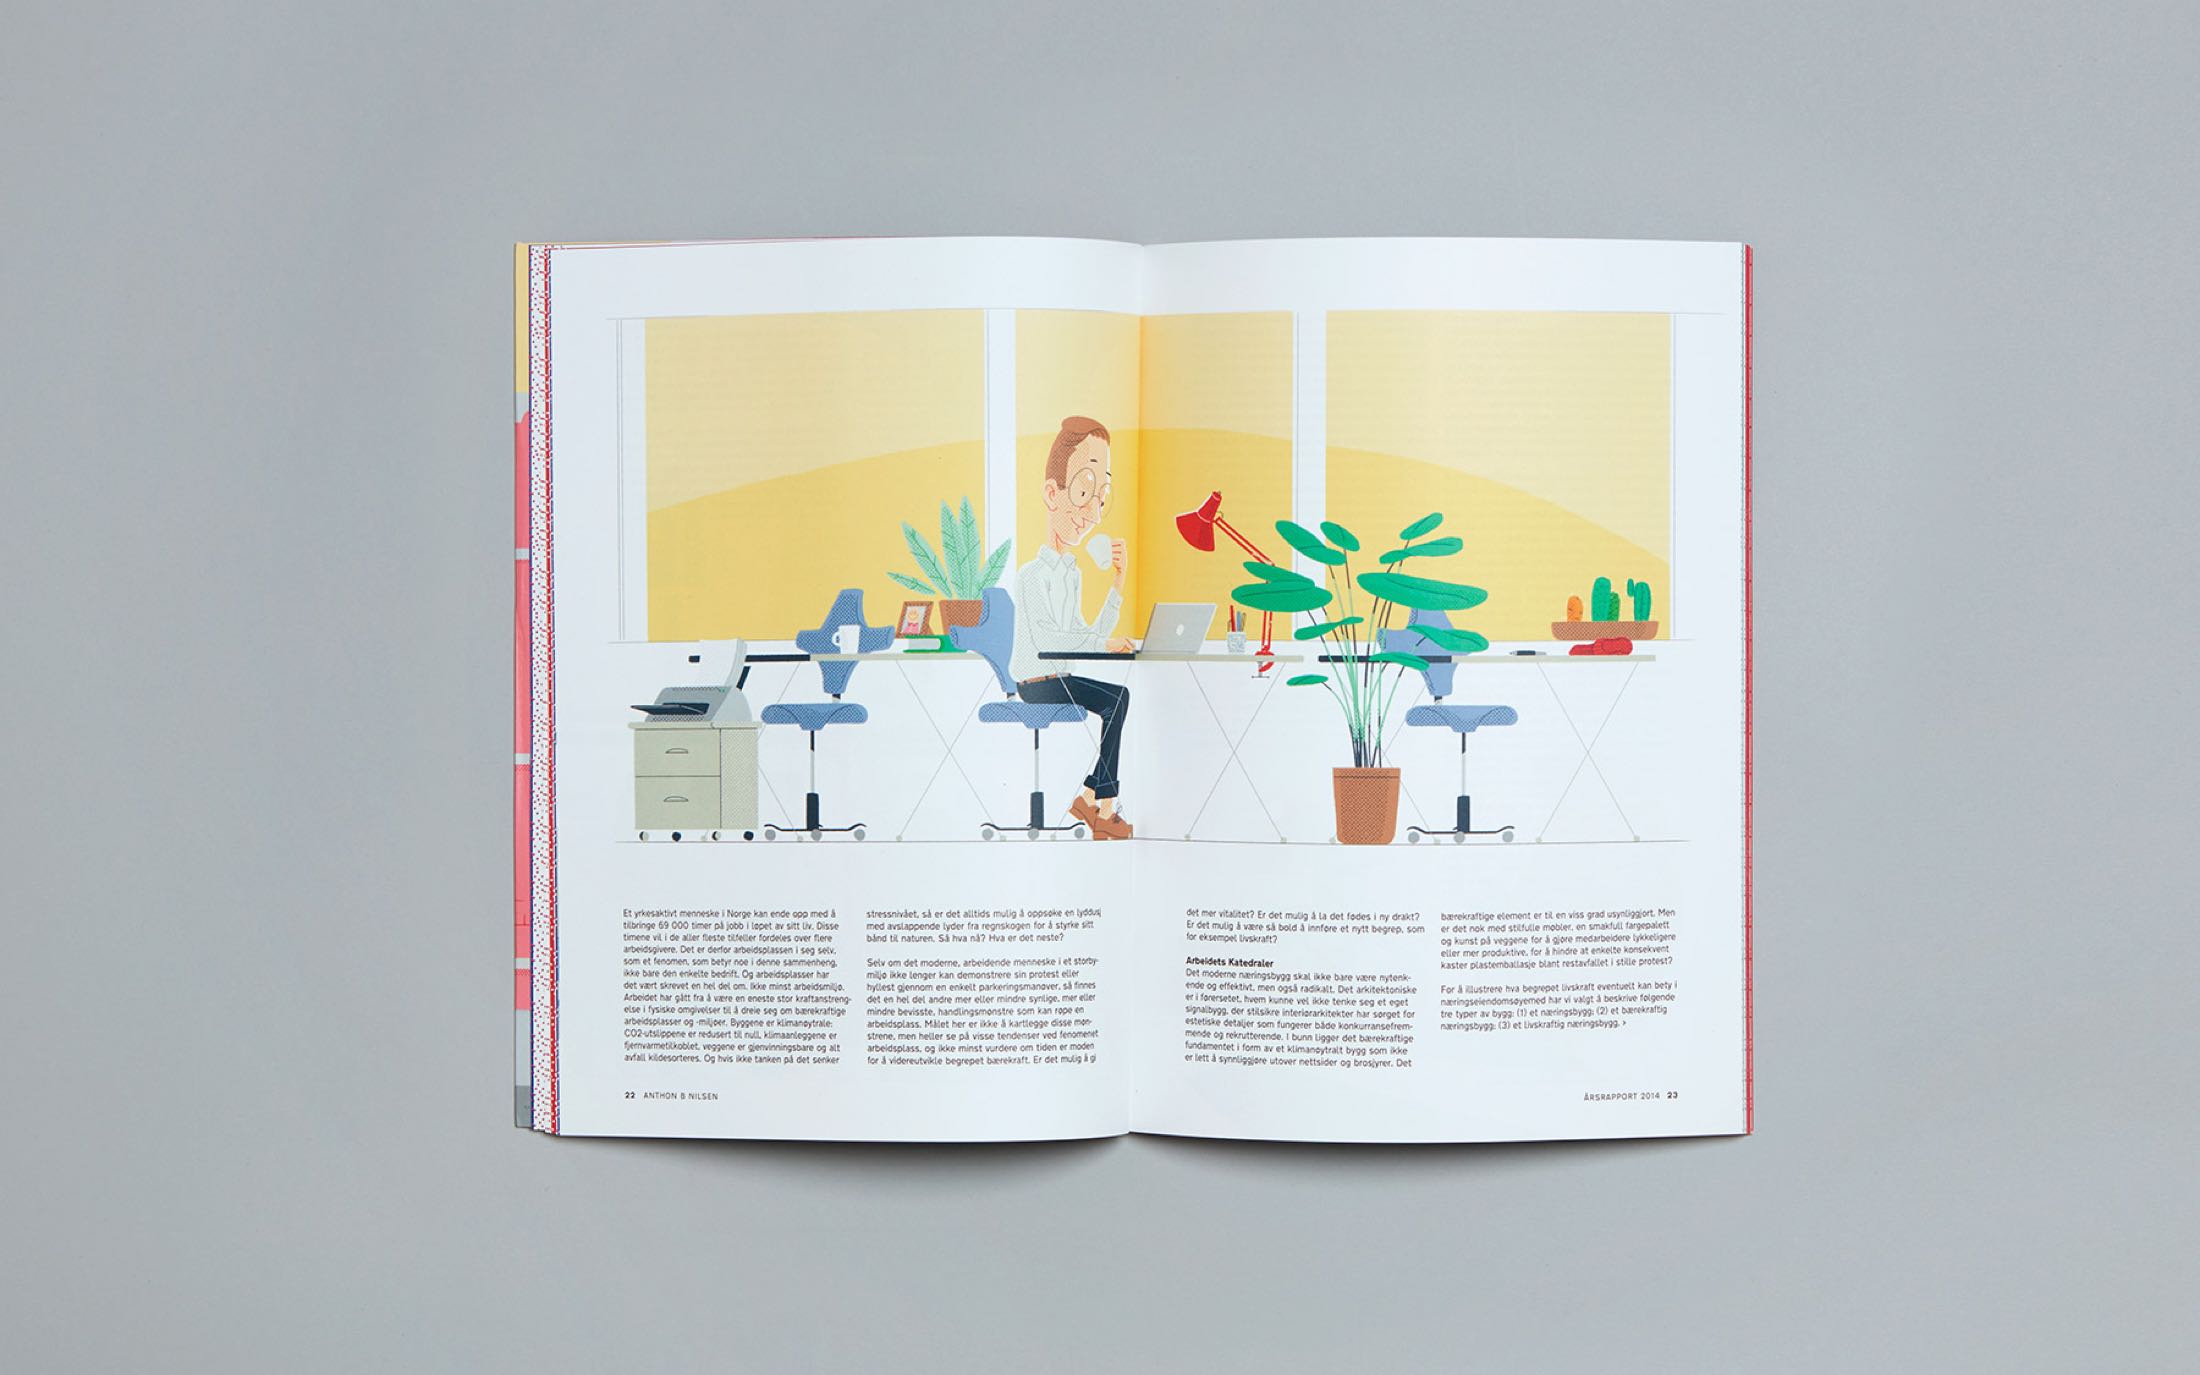 Et yrkesaktivt menneske i Norge kan ende opp med å
tilbringe 69 000 timer på jobb i løpet av sitt liv. Disse
timene vil i de aller fleste tilfeller fordeles over flere
arbeidsgivere. Det er derfor arbeidsplassen i seg selv,
som et fenomen, som betyr noe i denne sammenheng,
ikke bare den enkelte bedrift. Og arbeidsplasser har
det vært skrevet en hel del om. Ikke minst arbeidsmiljø.
Arbeidet har gått fra å være en eneste stor kraftanstreng-
else i fysiske omgivelser til å dreie seg om bærekraftige
arbeidsplasser og -miljøer. Byggene er klimanøytrale;
CO2-utslippene er redusert til null, klimaanleggene er
fjernvarmetilkoblet, veggene er gjenvinningsbare og alt
avfall kildesorteres. Og hvis ikke tanken på det senker
stressnivået, så er det alltids mulig å oppsøke en lyddusj
med avslappende lyder fra regnskogen for å styrke sitt
bånd til naturen. Så hva nå? Hva er det neste?
Selv om det moderne, arbeidende menneske i et storby-
miljø ikke lenger kan demonstrere sin protest eller
hyllest gjennom en enkelt parkeringsmanøver, så finnes
det en hel del andre mer eller mindre synlige, mer eller
mindre bevisste, handlingsmønstre som kan røpe en
arbeidsplass. Målet her er ikke å kartlegge disse møn-
strene, men heller se på visse tendenser ved fenomenet
arbeidsplass, og ikke minst vurdere om tiden er moden
for å videreutvikle begrepet bærekraft. Er det mulig å gi
22 ANTHON B NILSEN
det mer vitalitet? Er det mulig å la det fødes i ny drakt?
Er det mulig å være så bold å innføre et nytt begrep, som
for eksempel livskraft?
Arbeidets Katedraler
Det moderne næringsbygg skal ikke bare være nytenk-
ende og effektivt, men også radikalt. Det arkitektoniske
er i førersetet, hvem kunne vel ikke tenke seg et eget
signalbygg, der stilsikre interiørarkitekter har sørget for
estetiske detaljer som fungerer både konkurransefrem-
mende og rekrutterende. I bunn ligger det bærekraftige
fundamentet i form av et klimanøytralt bygg som ikke
er lett å synnliggjøre utover nettsider og brosjyrer. Det
bærekraftige element er til en viss grad usynliggjort. Men
er det nok med stilfulle møbler, en smakfull fargepalett
og kunst på veggene for å gjøre medarbeidere lykkeligere
eller mer produktive, for å hindre at enkelte konsekvent
kaster plastemballasje blant restavfallet i stille protest?
For å illustrere hva begrepet livskraft eventuelt kan bety i
næringseiendomsøyemed har vi valgt å beskrive følgende
tre typer av bygg: (1) et næringsbygg; (2) et bærekraftig
næringsbygg; (3) et livskraftig næringsbygg. >
ÅRSRAPPORT 2014 23